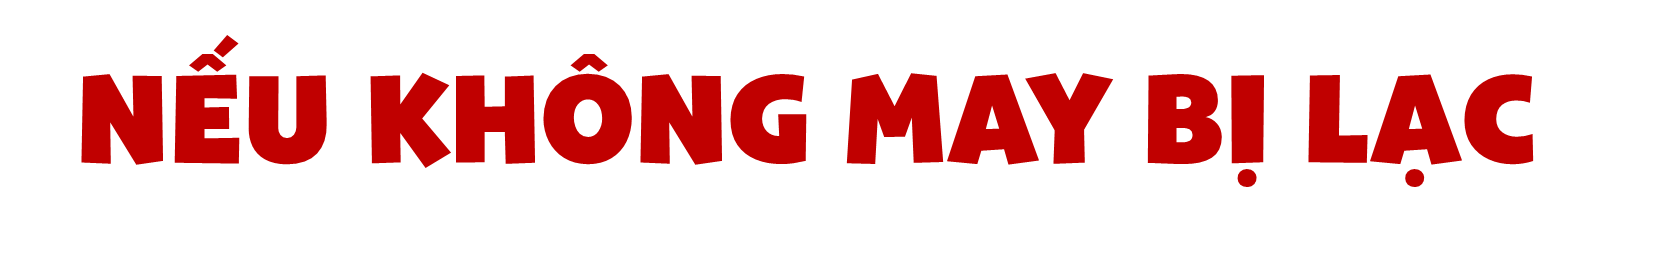 NẾU KHÔNG MAY BỊ LẠC